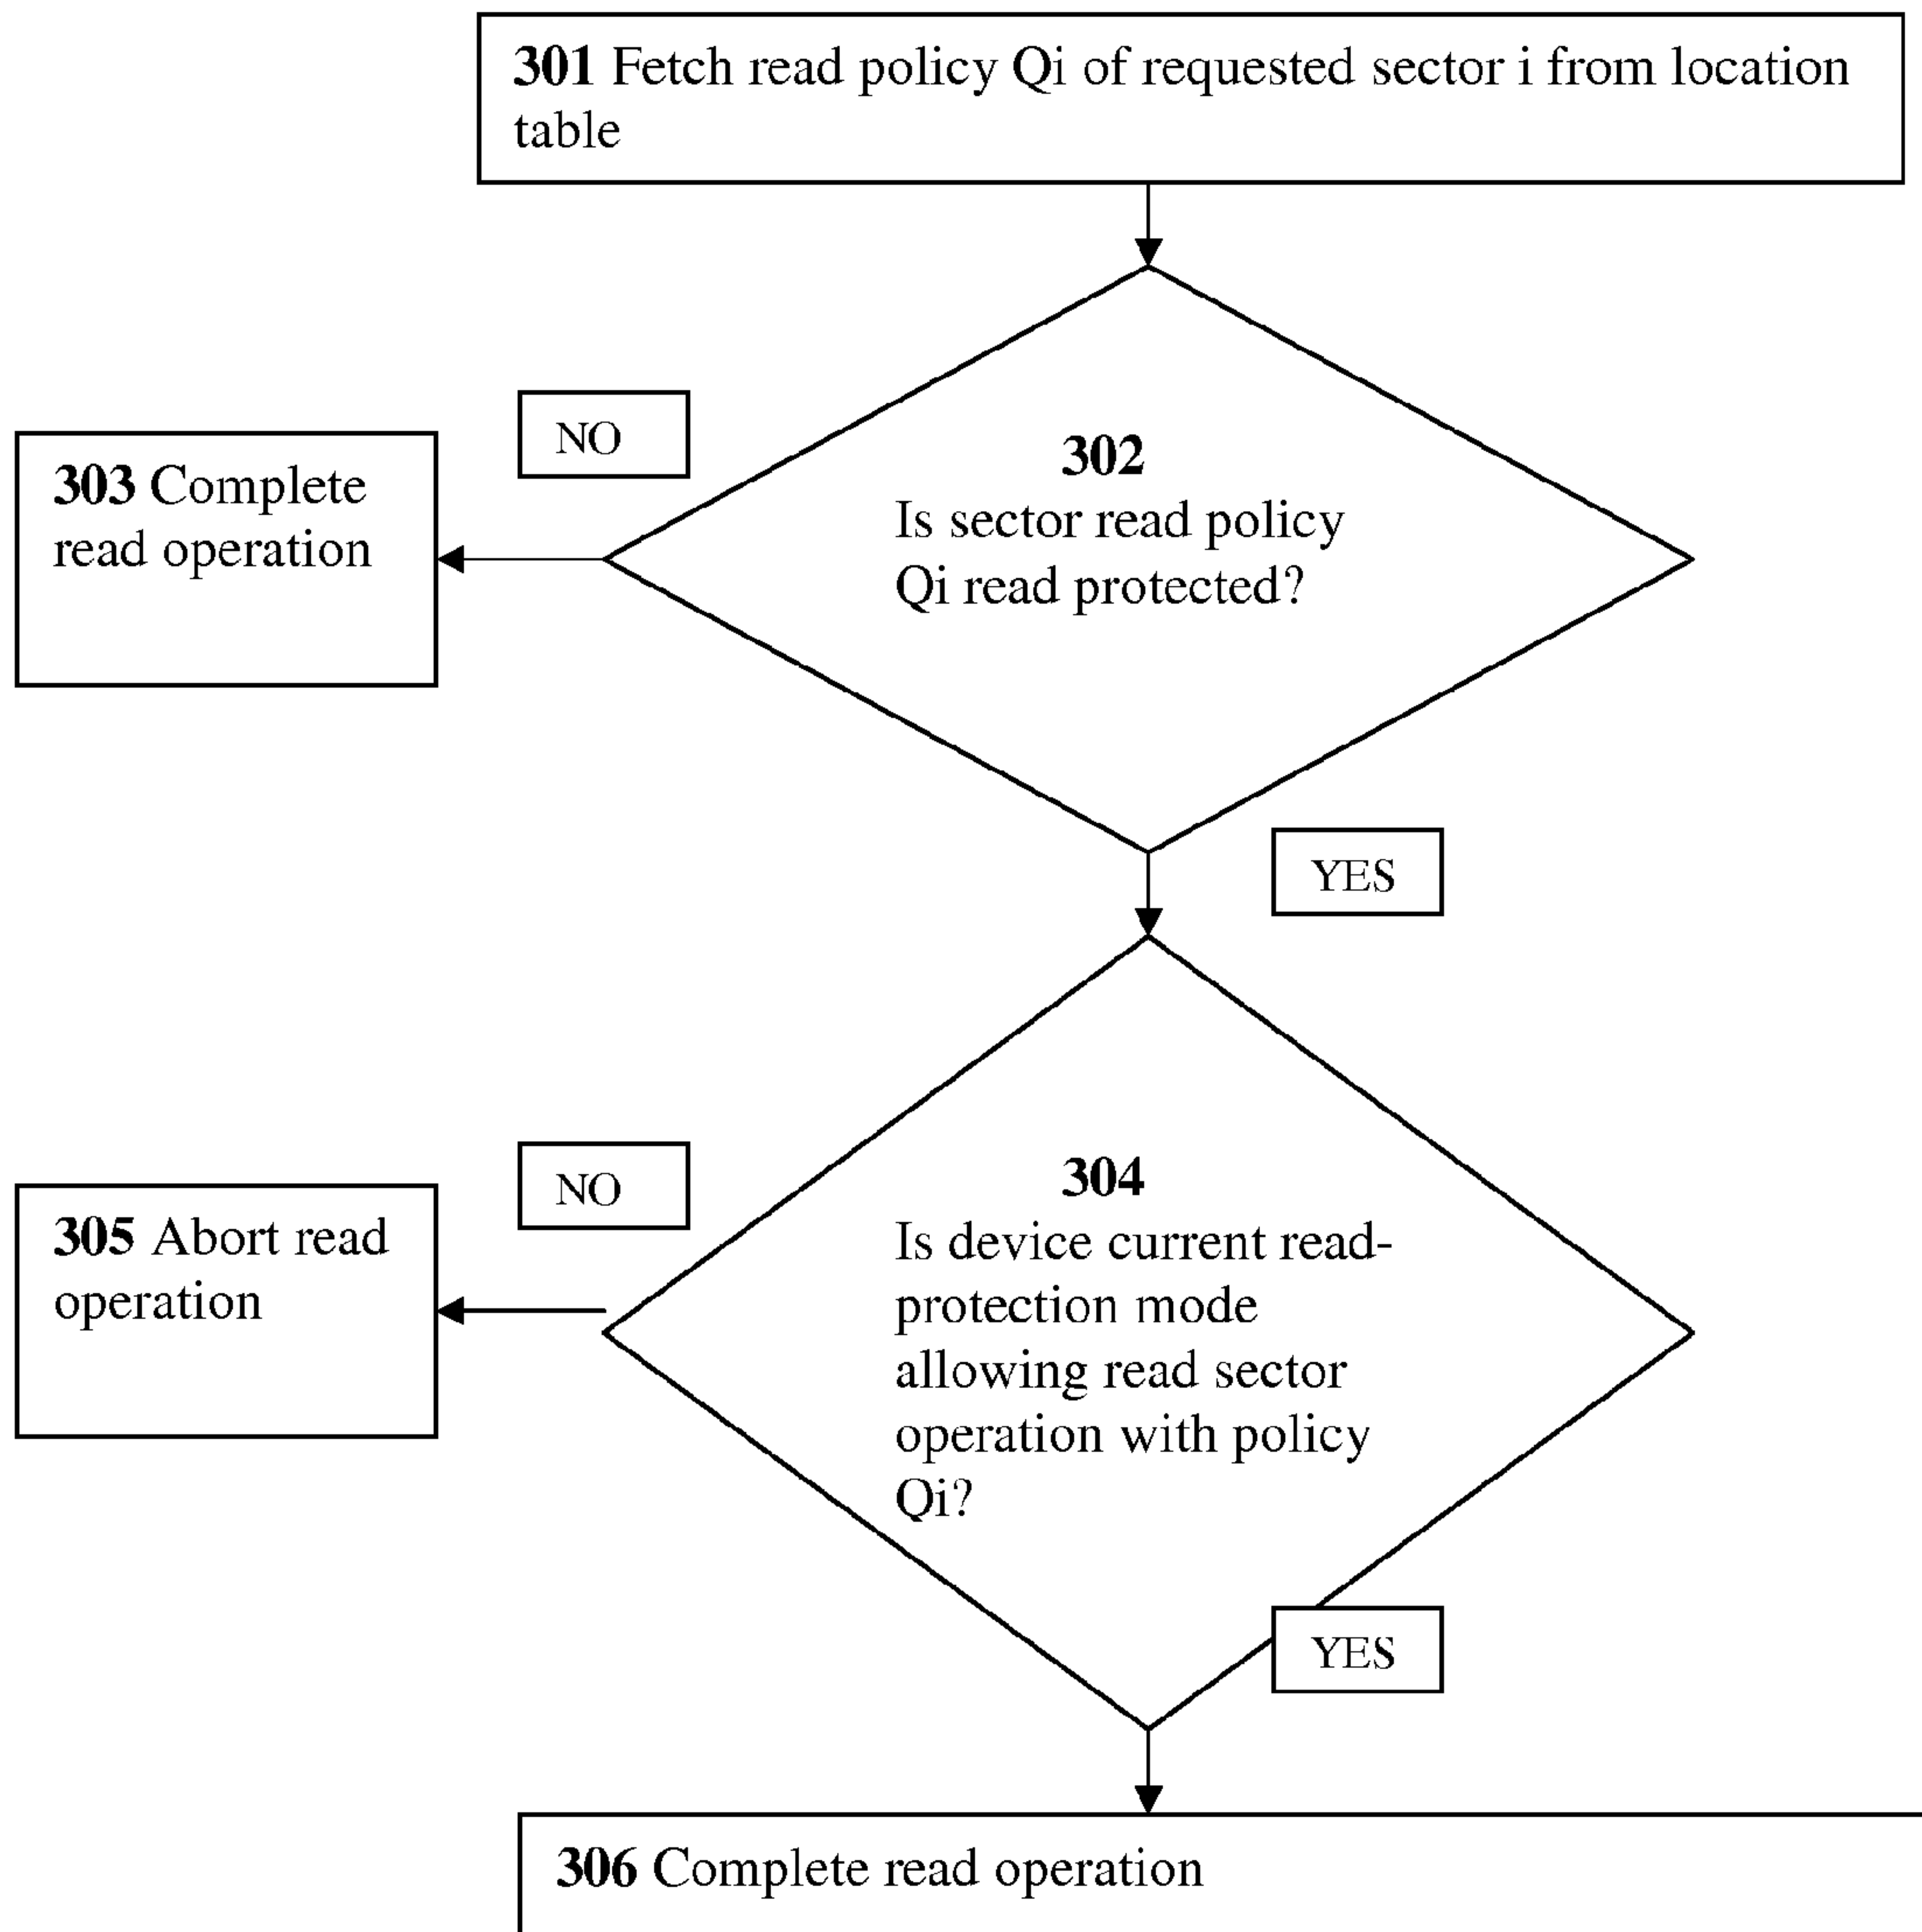 301 Fetch read policy Qi of requested sector i from location
table
NO
302
Is sector read policy
Qi read protected?
303 Complete
read operation
YES
304
Is device current read-
protection mode
allowing read sector
operation with policy
Qi?
NO
305 Abort read
operation
YES
306 Complete read operation